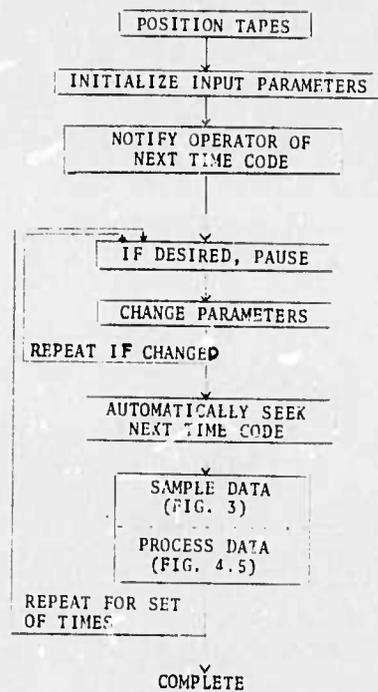 POSITION TAPES
INITIALIZE INPUT PARAMETERS
NOTIFY OPERATOR OF
NEXT TIME CODE
IF DESIRED, PAUSE
CHANGE PARAMETERS
REPEAT IF CHANGED
AUTOMATICALLY SEEK
NEXT TIME CODE
SAMPLE DATA
(FIG. 3)
PROCESS DATA
(FIG. 4.5)
REPEAT FOR SET
OF TIMES
COMPLETE